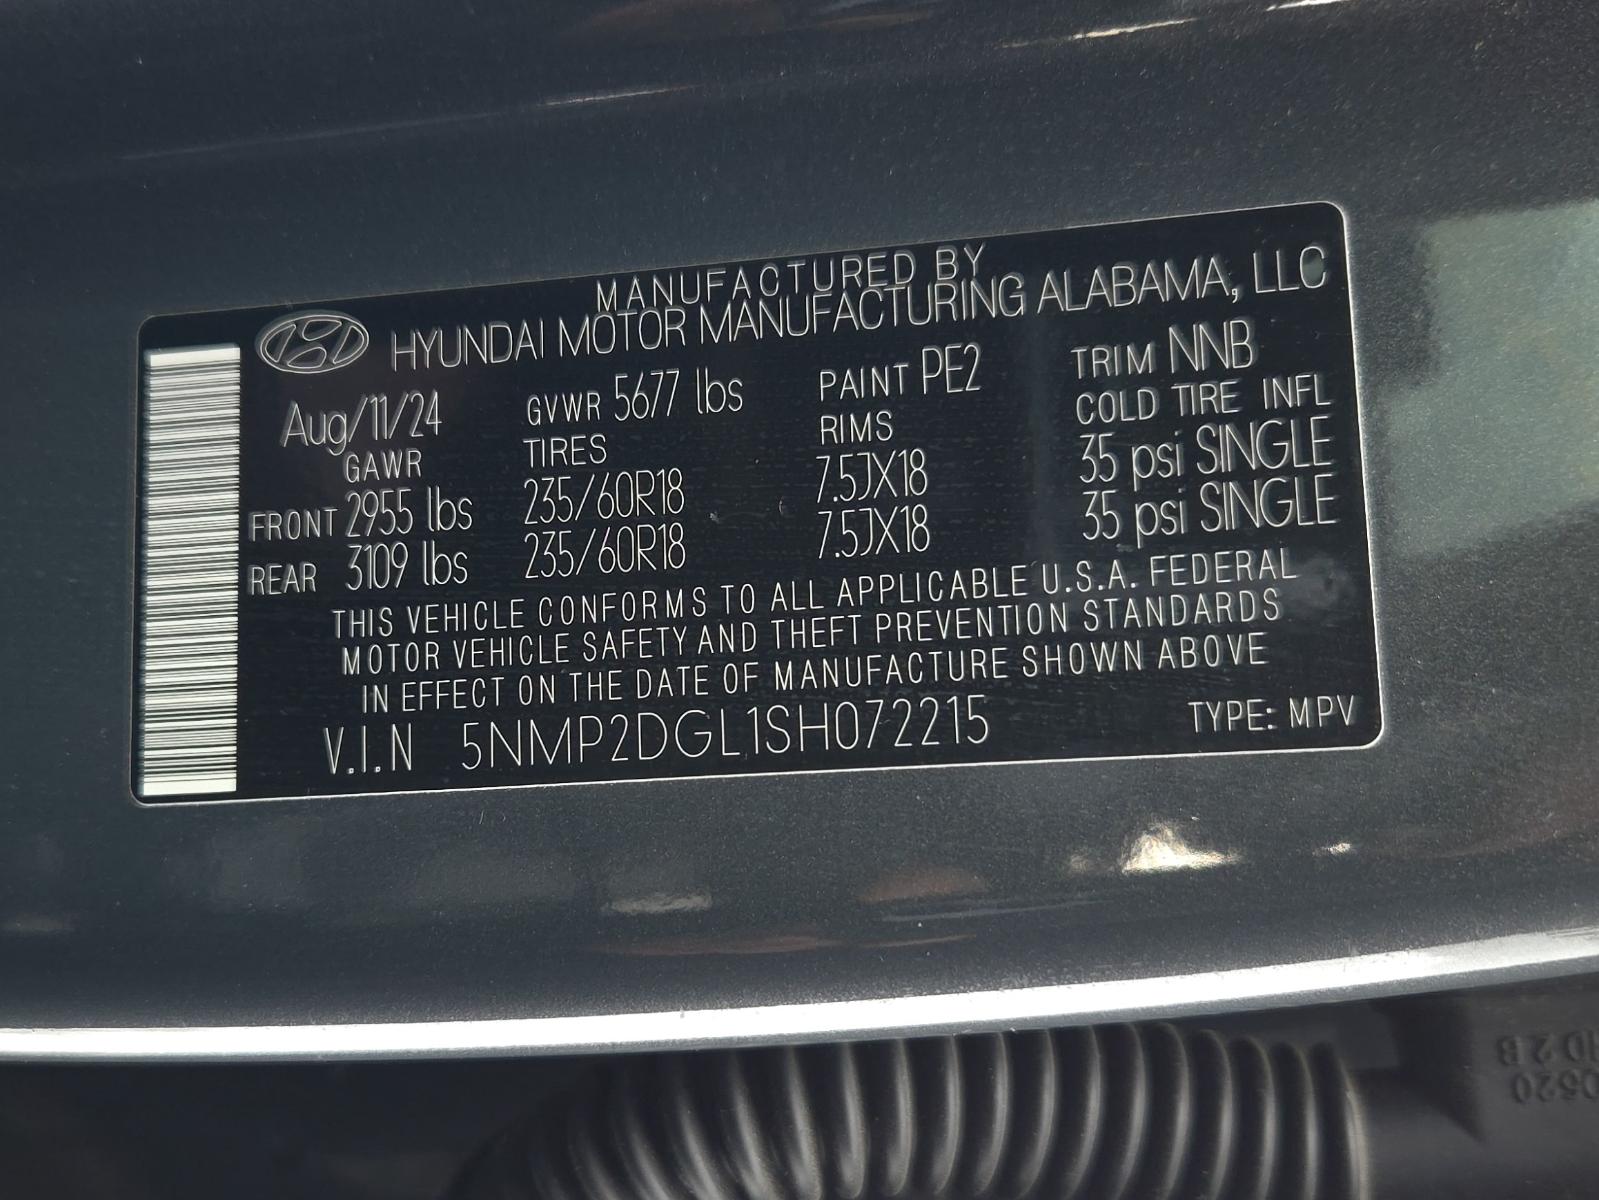 MANUFACTURED BY
HYUNDAI MOTOR MANUFACTURING ALABAMA, LLC
Aug/11/24 GVWR 5677 lbs PAINT PE2 TRIM NNB
GAWR TIRES RIMS COLD TIRE INFL
FRONT 2955 lbs 235/60R18 7.5JX18 35 psi SINGLE
REAR 3109 lbs 235/60R18 7.5JX18 35 psi SINGLE
THIS VEHICLE CONFORMS TO ALL APPLICABLE U.S.A. FEDERAL
MOTOR VEHICLE SAFETY AND THEFT PREVENTION STANDARDS
IN EFFECT ON THE DATE OF MANUFACTURE SHOWN ABOVE
V.I.N 5NMP2DGL1SH072215 TYPE: MPV